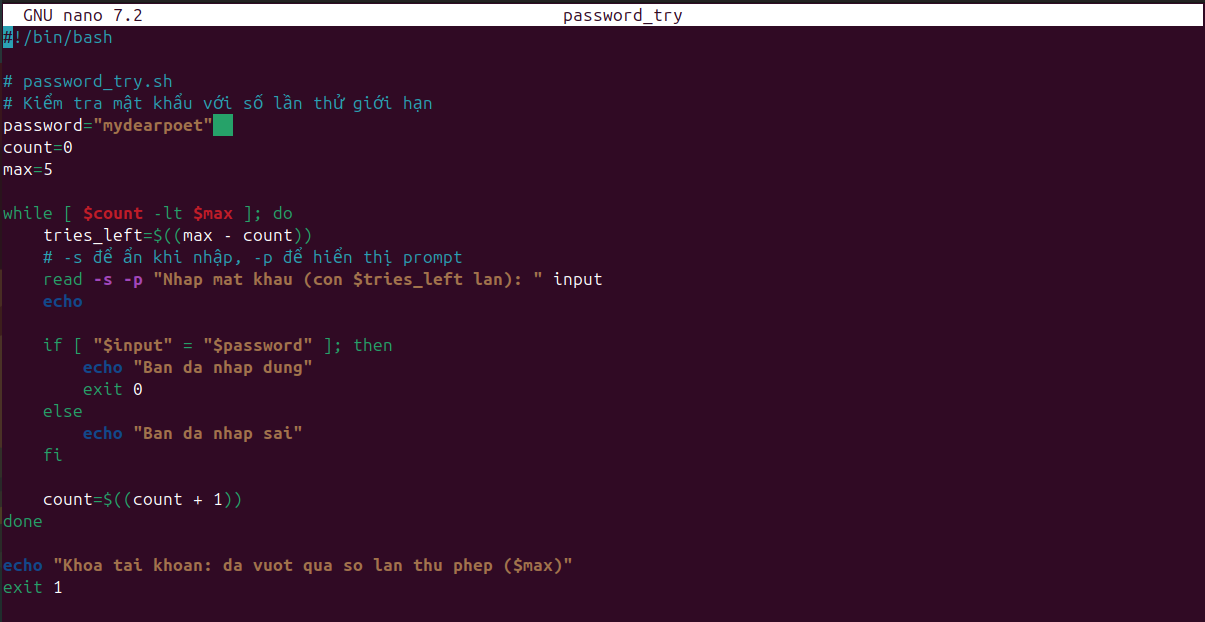 GNU nano 7.2 password_try
#!/bin/bash
# password_try.sh
# Kiểm tra mật khẩu với số lần thử giới hạn
password="mydearpoet"
count=0
max=5
while [ $count -lt $max ]; do
    tries_left=$((max - count))
    # -s để ẩn khi nhập, -p để hiển thị prompt
    read -s -p "Nhap mat khau (con $tries_left lan): " input
    echo
    if [ "$input" = "$password" ]; then
        echo "Ban da nhap dung"
        exit 0
    else
        echo "Ban da nhap sai"
    fi
    count=$((count + 1))
done
echo "Khoa tai khoan: da vuot qua so lan thu phep ($max)"
exit 1